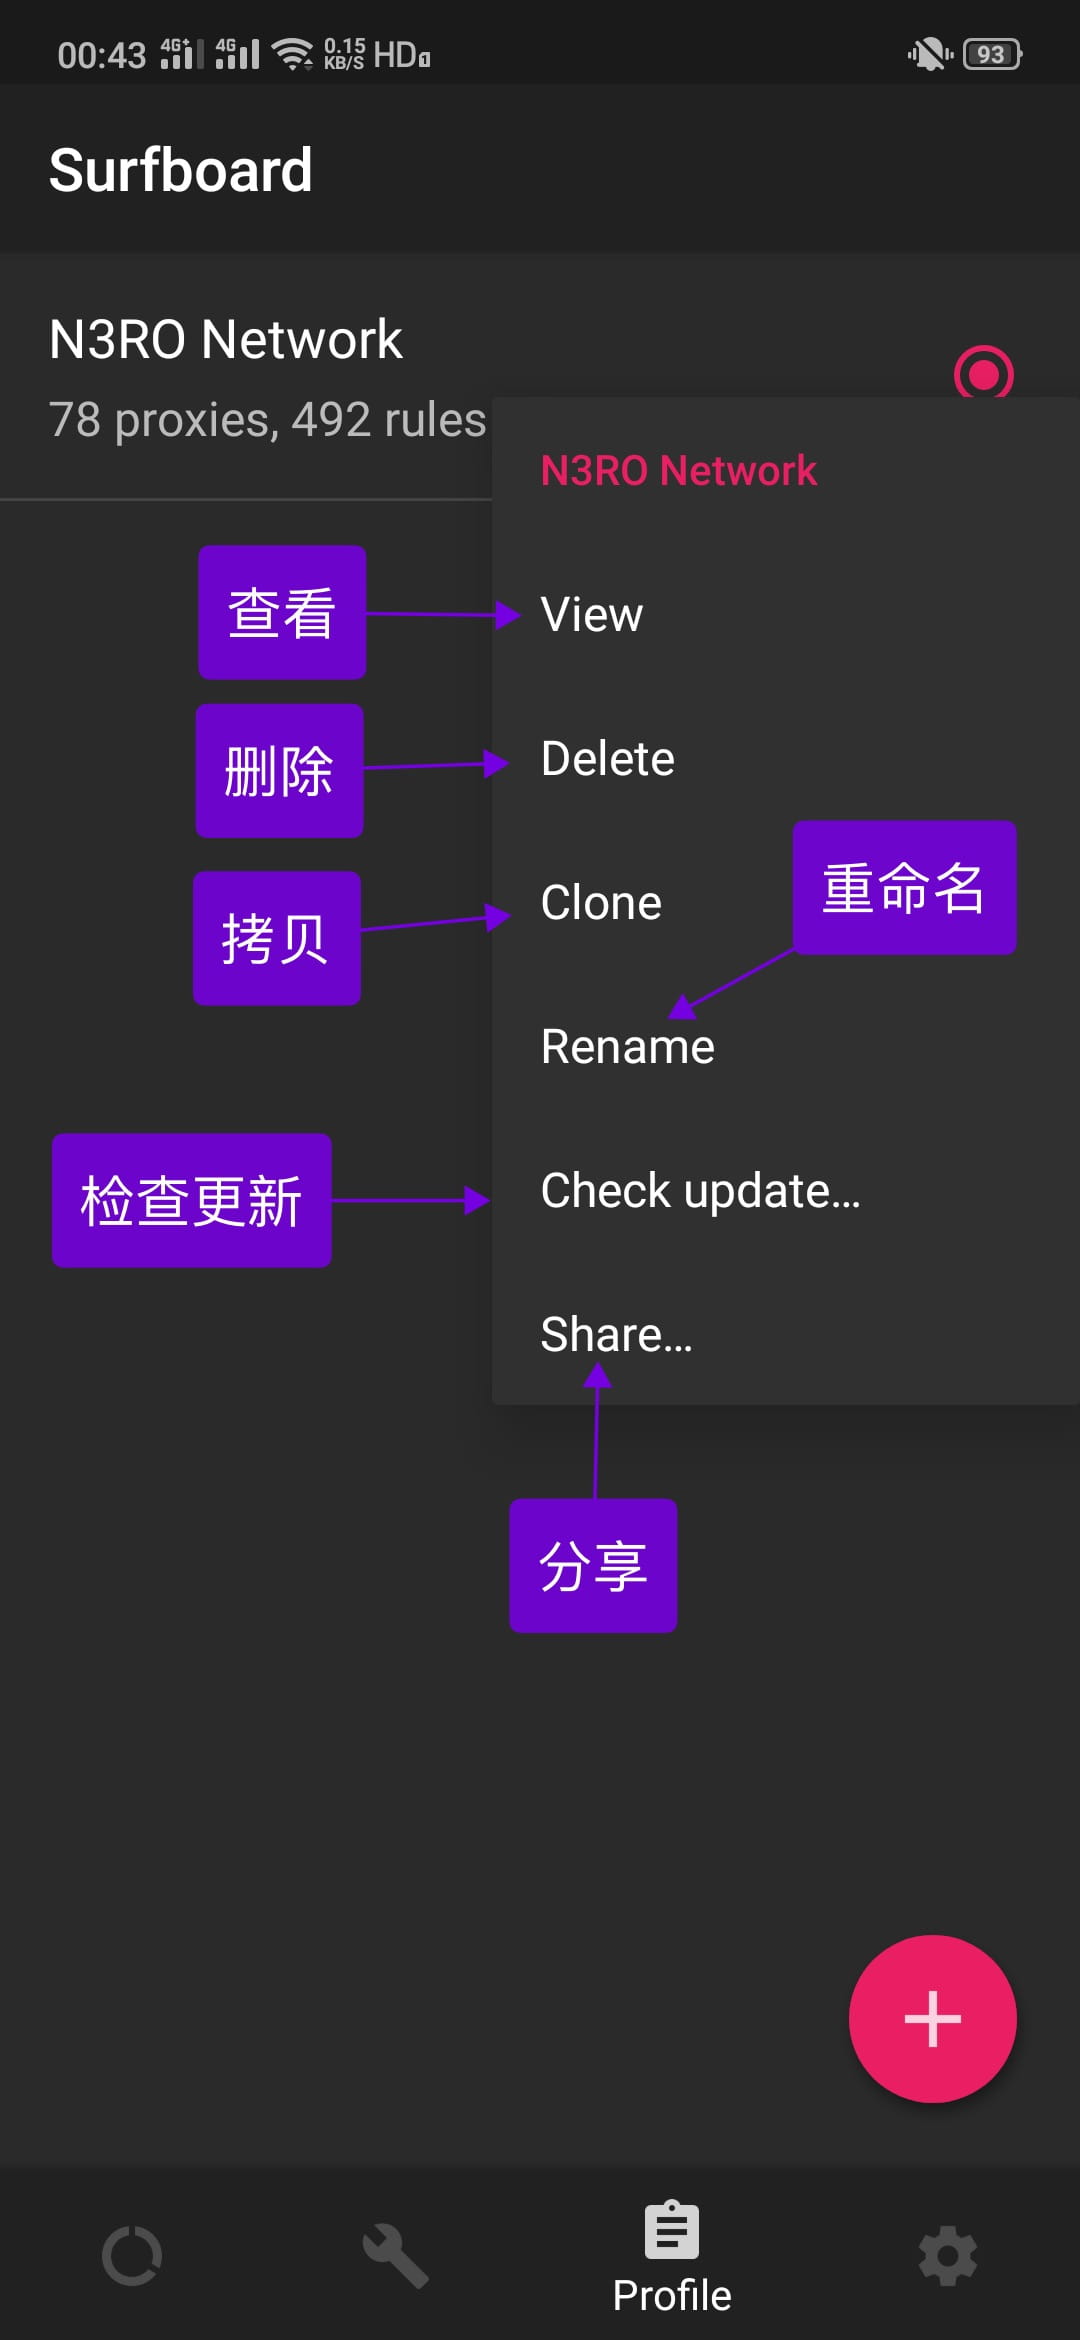 00:43 4G+ 4G 0.15 KB/S HD1 93
Surfboard
N3RO Network
78 proxies, 492 rules
N3RO Network
查看
View
删除
Delete
拷贝
Clone
重命名
Rename
检查更新
Check update...
Share...
分享
Profile